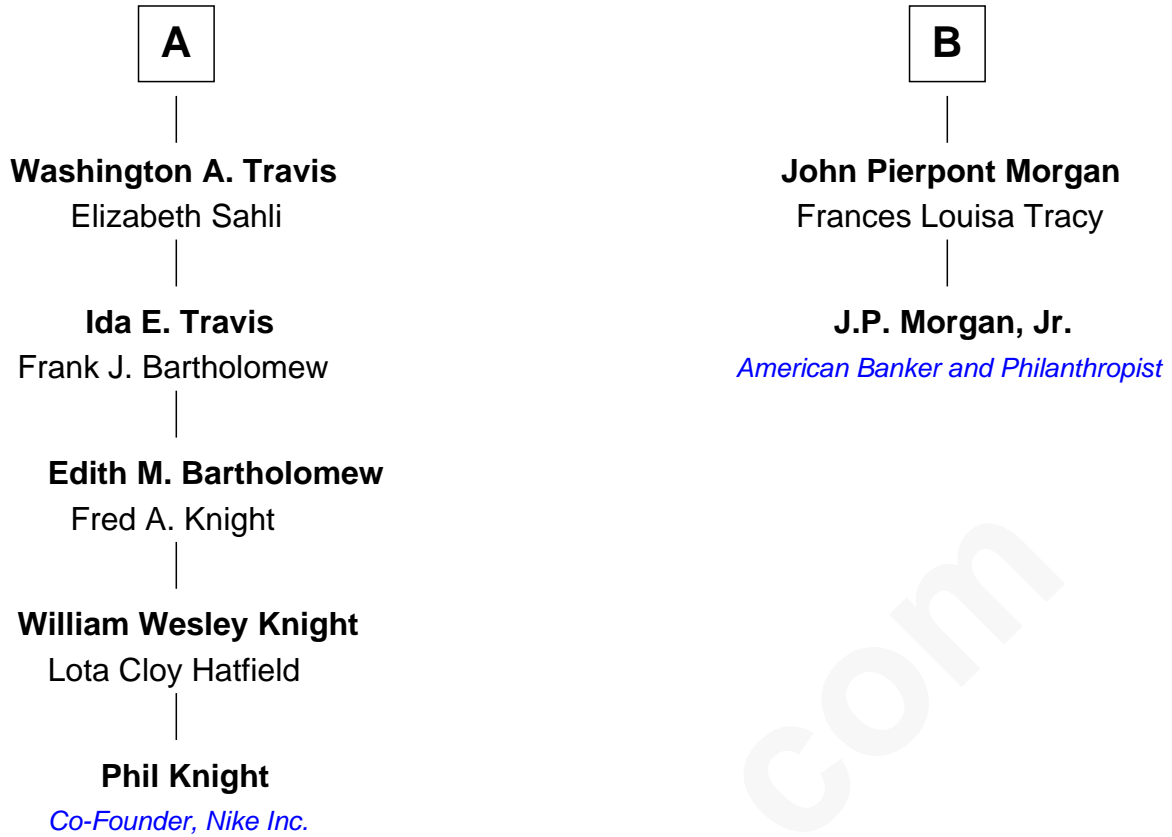 A
Washington A. Travis
Elizabeth Sahli
Ida E. Travis
Frank J. Bartholomew
Edith M. Bartholomew
Fred A. Knight
William Wesley Knight
Lota Cloy Hatfield
Phil Knight
Co-Founder, Nike Inc.
B
John Pierpont Morgan
Frances Louisa Tracy
J.P. Morgan, Jr.
American Banker and Philanthropist
com